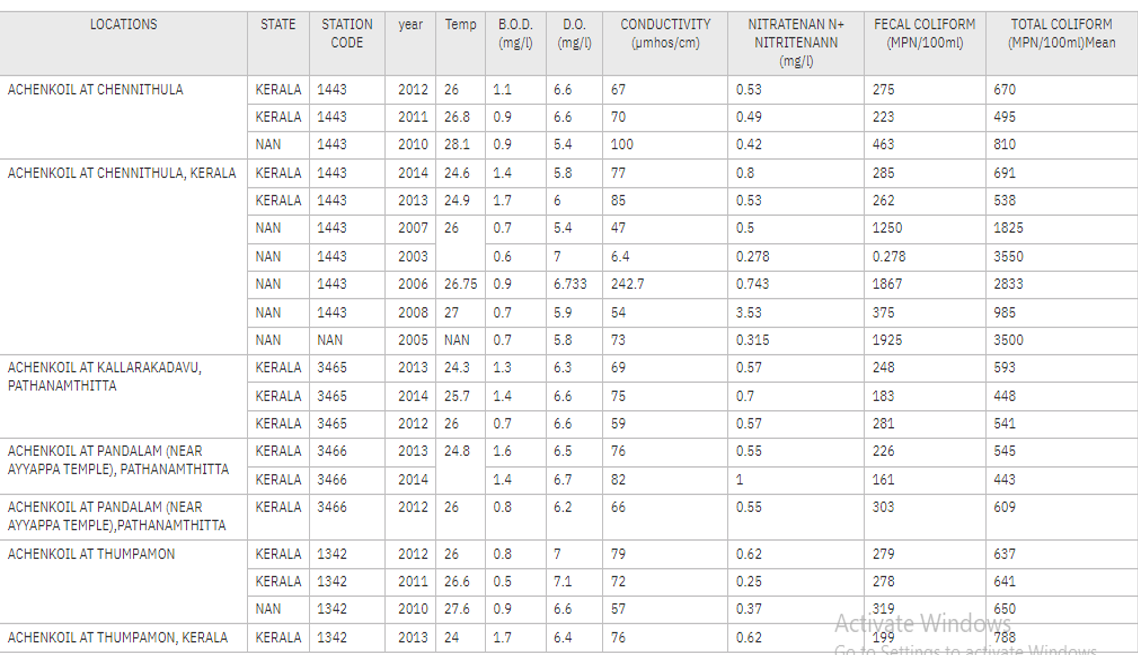 LOCATIONS STATE STATION CODE year Temp B.O.D. (mg/l) D.O. (mg/l) CONDUCTIVITY (µmhos/cm) NITRATENAN N+ NITRITENANN (mg/l) FECAL COLIFORM (MPN/100ml) TOTAL COLIFORM (MPN/100ml)Mean
ACHENKOIL AT CHENNITHULA KERALA 1443 2012 26 1.1 6.6 67 0.53 275 670
KERALA 1443 2011 26.8 0.9 6.6 70 0.49 223 495
NAN 1443 2010 28.1 0.9 5.4 100 0.42 463 810
ACHENKOIL AT CHENNITHULA, KERALA KERALA 1443 2014 24.6 1.4 5.8 77 0.8 285 691
KERALA 1443 2013 24.9 1.7 6 85 0.53 262 538
NAN 1443 2007 26 0.7 5.4 47 0.5 1250 1825
NAN 1443 2003 0.6 7 6.4 0.278 0.278 3550
NAN 1443 2006 26.75 0.9 6.733 242.7 0.743 1867 2833
NAN 1443 2008 27 0.7 5.9 54 3.53 375 985
NAN NAN 2005 NAN 0.7 5.8 73 0.315 1925 3500
ACHENKOIL AT KALLARAKADAVU, PATHANAMTHITTA KERALA 3465 2013 24.3 1.3 6.3 69 0.57 248 593
KERALA 3465 2014 25.7 1.4 6.6 75 0.7 183 448
KERALA 3465 2012 26 0.7 6.6 59 0.57 281 541
ACHENKOIL AT PANDALAM (NEAR AYYAPPA TEMPLE), PATHANAMTHITTA KERALA 3466 2013 24.8 1.6 6.5 76 0.55 226 545
KERALA 3466 2014 1.4 6.7 82 1 161 443
ACHENKOIL AT PANDALAM (NEAR AYYAPPA TEMPLE),PATHANAMTHITTA KERALA 3466 2012 26 0.8 6.2 66 0.55 303 609
ACHENKOIL AT THUMPAMON KERALA 1342 2012 26 0.8 7 79 0.62 279 637
KERALA 1342 2011 26.6 0.5 7.1 72 0.25 278 641
NAN 1342 2010 27.6 0.9 6.6 57 0.37 319 650
Activate Windows
ACHENKOIL AT THUMPAMON, KERALA KERALA 1342 2013 24 1.7 6.4 76 0.62 199 788
Go to Settings to activate Windows.